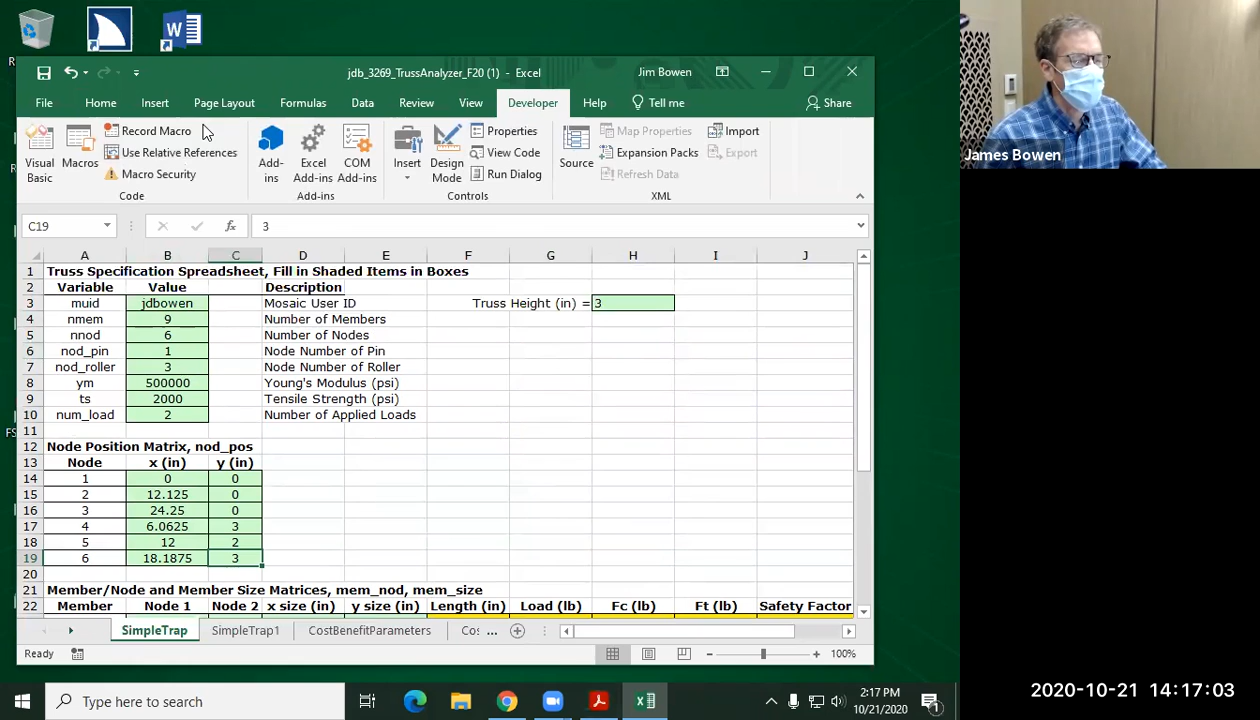 jdb_3269_TrussAnalyzer_F20 (1) - Excel
Jim Bowen
File Home Insert Page Layout Formulas Data Review View Developer Help Tell me Share
Visual Basic
Macros
Record Macro
Use Relative References
Macro Security
Code
Add-ins
Excel Add-ins
COM Add-ins
Add-ins
Insert
Design Mode
Properties
View Code
Run Dialog
Controls
Source
Map Properties
Expansion Packs
Refresh Data
Import
Export
XML
C19 fx 3
A B C D E F G H I J
1 Truss Specification Spreadsheet, Fill in Shaded Items in Boxes
2 Variable Value Description
3 muid jdbowen Mosaic User ID Truss Height (in) = 3
4 nmem 9 Number of Members
5 nnod 6 Number of Nodes
6 nod_pin 1 Node Number of Pin
7 nod_roller 3 Node Number of Roller
8 ym 500000 Young's Modulus (psi)
9 ts 2000 Tensile Strength (psi)
10 num_load 2 Number of Applied Loads
11
12 Node Position Matrix, nod_pos
13 Node x (in) y (in)
14 1 0 0
15 2 12.125 0
16 3 24.25 0
17 4 6.0625 3
18 5 12 2
19 6 18.1875 3
20
21 Member/Node and Member Size Matrices, mem_nod, mem_size
22 Member Node 1 Node 2 x size (in) y size (in) Length (in) Load (lb) Fc (lb) Ft (lb) Safety Factor
SimpleTrap SimpleTrap1 CostBenefitParameters Co ...
Ready 100%
Type here to search
2:17 PM
10/21/2020
1
James Bowen
2020-10-21 14:17:03